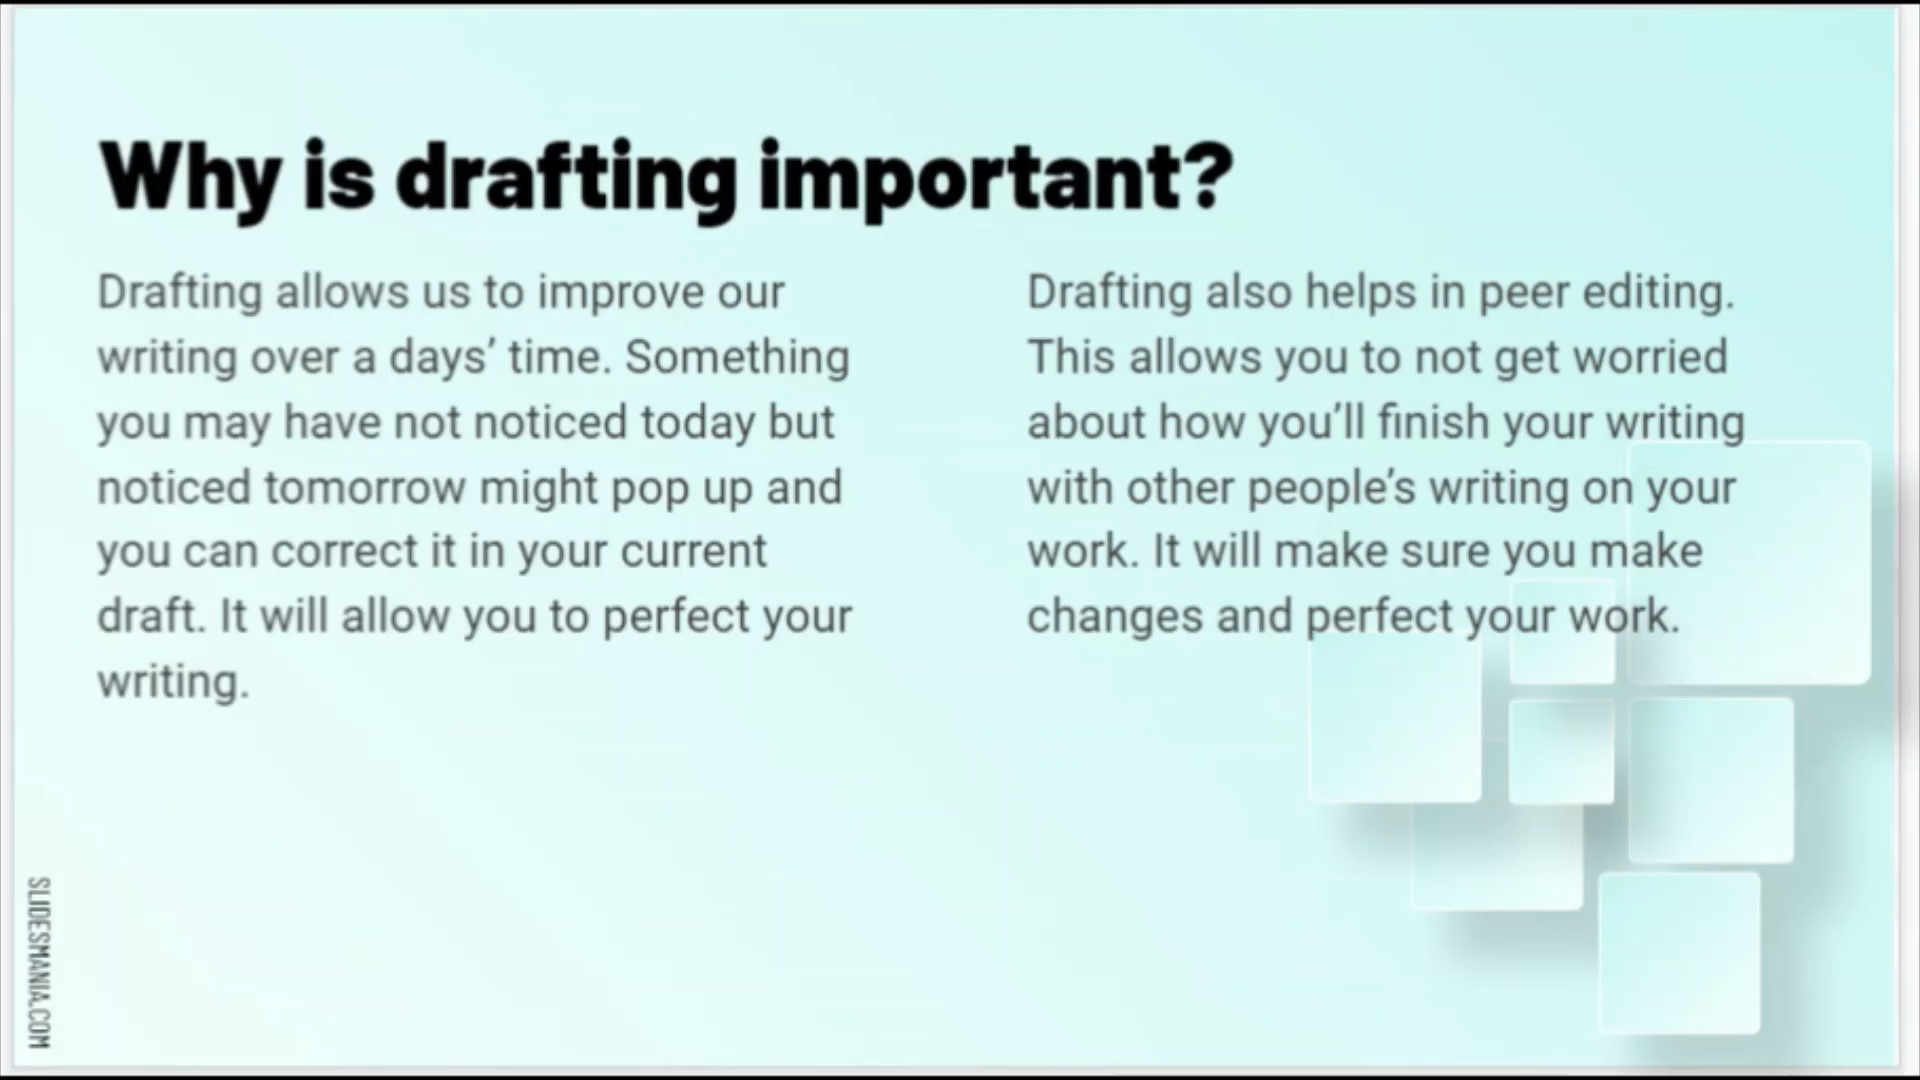 Why is drafting important?
Drafting allows us to improve our
writing over a days’ time. Something
you may have not noticed today but
noticed tomorrow might pop up and
you can correct it in your current
draft. It will allow you to perfect your
writing.
Drafting also helps in peer editing.
This allows you to not get worried
about how you’ll finish your writing
with other people’s writing on your
work. It will make sure you make
changes and perfect your work.
SLIDESMANIA.COM